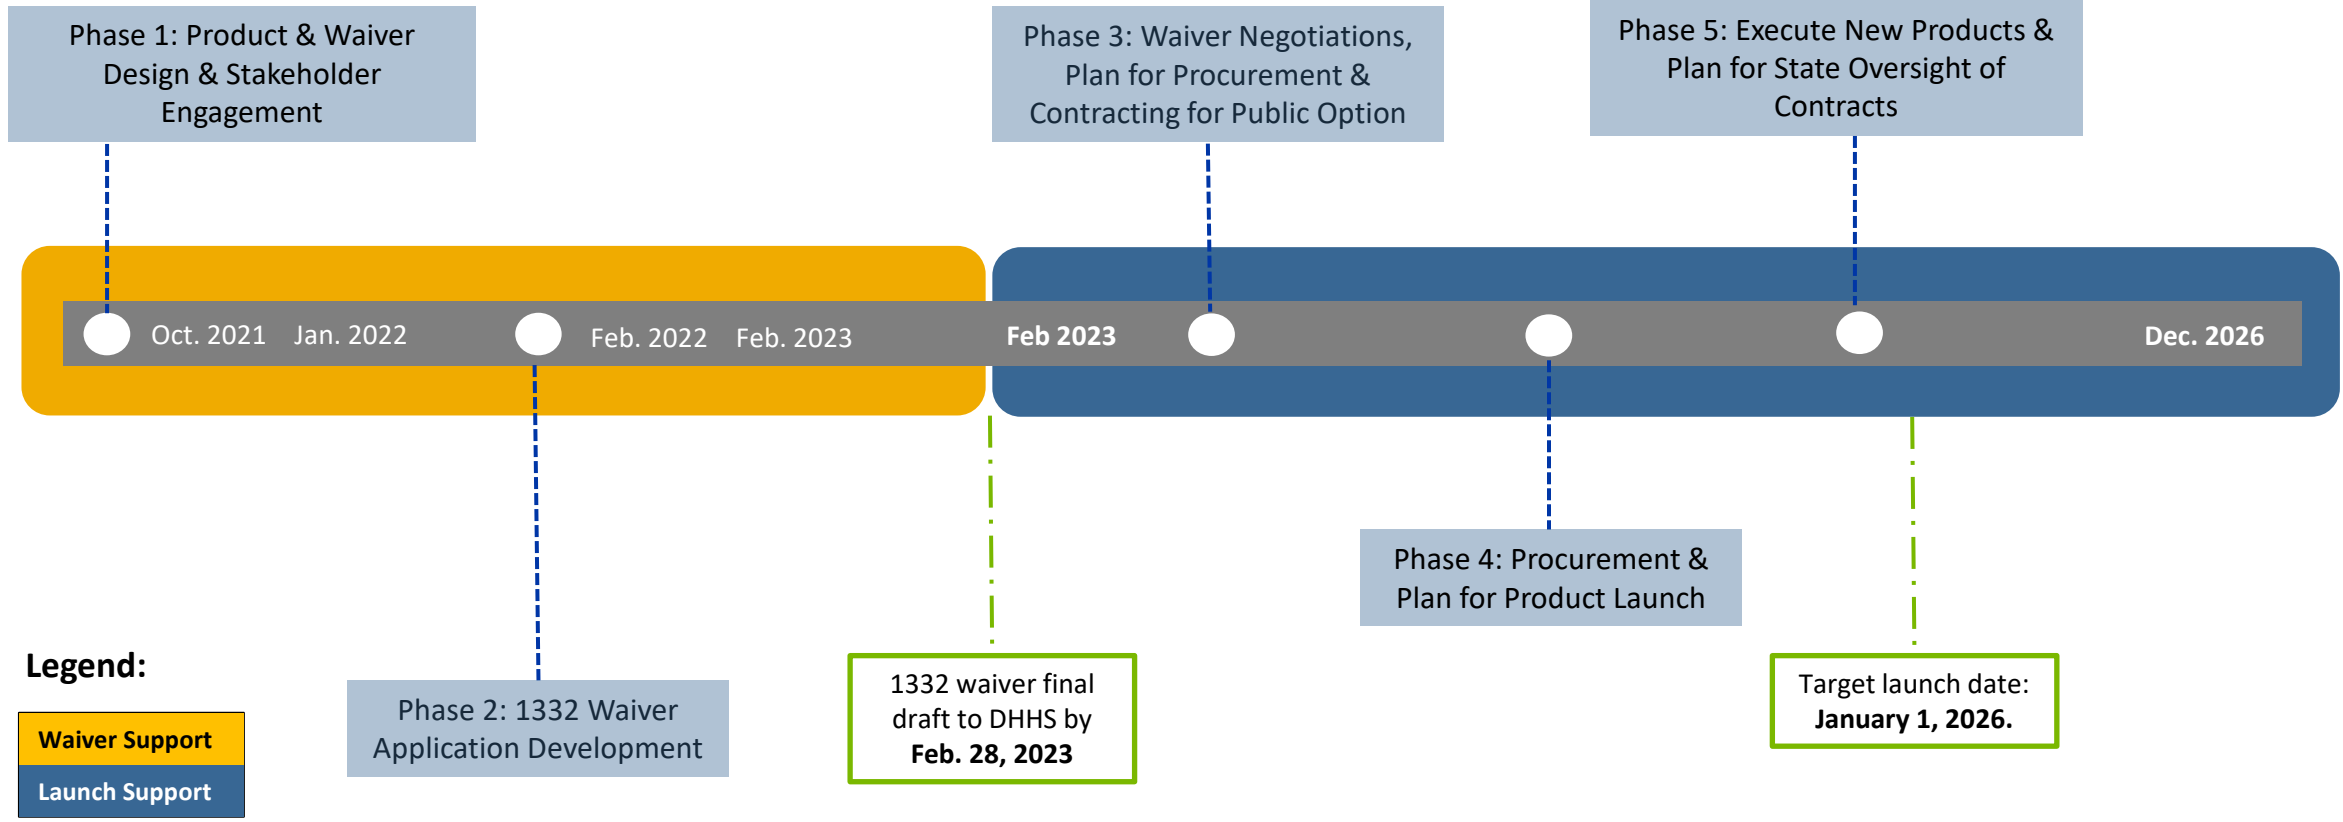 Phase 1: Product & Waiver
Design & Stakeholder
Engagement
Phase 3: Waiver Negotiations,
Plan for Procurement &
Contracting for Public Option
Phase 5: Execute New Products &
Plan for State Oversight of
Contracts
Oct. 2021 Jan. 2022
Feb. 2022 Feb. 2023
Feb 2023
Dec. 2026
Phase 4: Procurement &
Plan for Product Launch
Phase 2: 1332 Waiver
Application Development
1332 waiver final
draft to DHHS by
Feb. 28, 2023
Target launch date:
January 1, 2026.
Legend:
Waiver Support
Launch Support